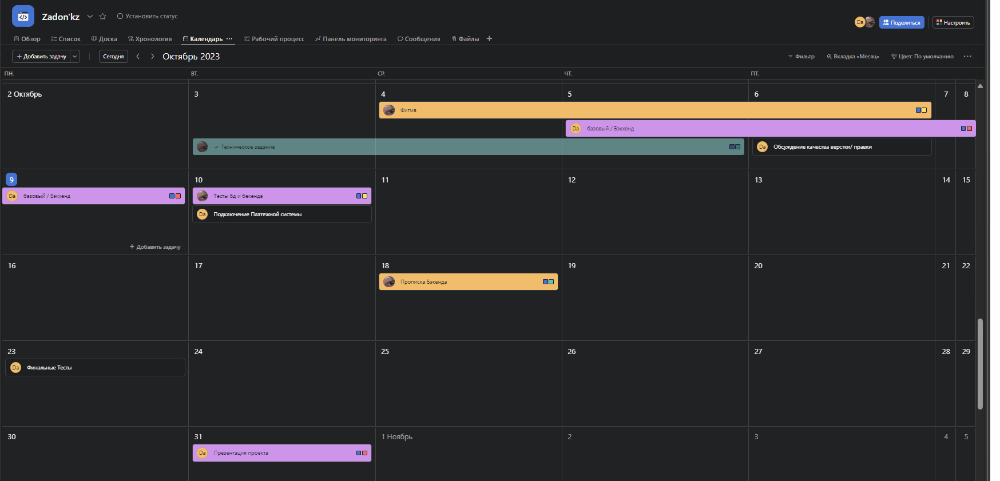 Zadon'kz
Установить статус
Da
Поделиться
Настроить
Обзор Список Доска Хронология Календарь Рабочий процесс Панель мониторинга Сообщения Файлы
Добавить задачу Сегодня Октябрь 2023 Фильтр Вкладка «Месяц» Цвет: По умолчанию
ПН. ВТ. СР. ЧТ. ПТ.
2 Октябрь 3 4 5 6 7 8
Фигма
Da базовый / Бэкхенд
Техническое задание
Da Обсуждение качества верстки/ правки
9 10 11 12 13 14 15
Da базовый / Бэкхенд
Тесты бд и бекенда
Da Подключение Платежной системы
Добавить задачу
16 17 18 19 20 21 22
Прописка Бэкенда
23 24 25 26 27 28 29
Da Финальные Тесты
30 31 1 Ноябрь 2 3 4 5
Da Презентация проекта